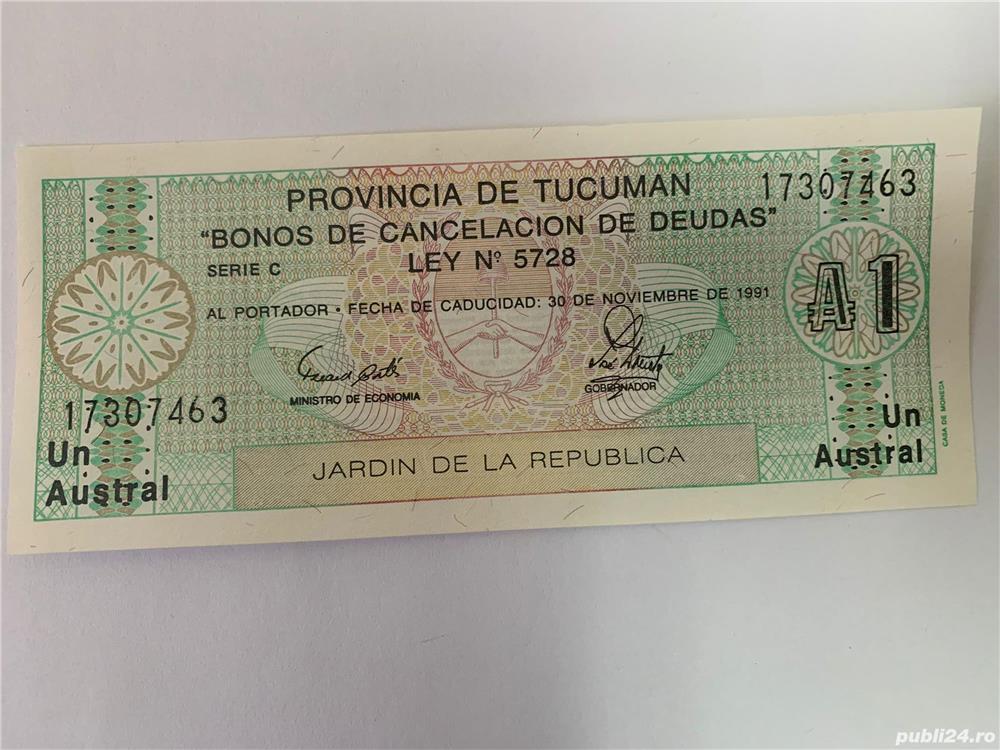 PROVINCIA DE TUCUMAN
17307463
"BONOS DE CANCELACION DE DEUDAS"
SERIE C
LEY Nº 5728
A 1
AL PORTADOR • FECHA DE CADUCIDAD: 30 DE NOVIEMBRE DE 1991
MINISTRO DE ECONOMIA
GOBERNADOR
17307463
Un
Austral
JARDIN DE LA REPUBLICA
Un
Austral
CASA DE MONEDA
publi24.ro